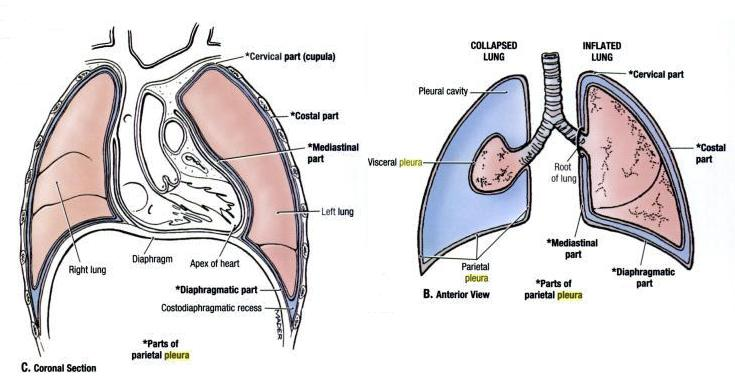 *Cervical part (cupula)
*Costal part
*Mediastinal
part
Left lung
Right lung
Diaphragm
Apex of heart
*Diaphragmatic part
Costodiaphragmatic recess
MADER
*Parts of
parietal pleura
C. Coronal Section
COLLAPSED
LUNG
INFLATED
LUNG
Pleural cavity
*Cervical part
Visceral pleura
*Costal
part
Root
of lung
*Mediastinal
part
Parietal
pleura
*Diaphragmatic
part
*Parts of
parietal pleura
B. Anterior View